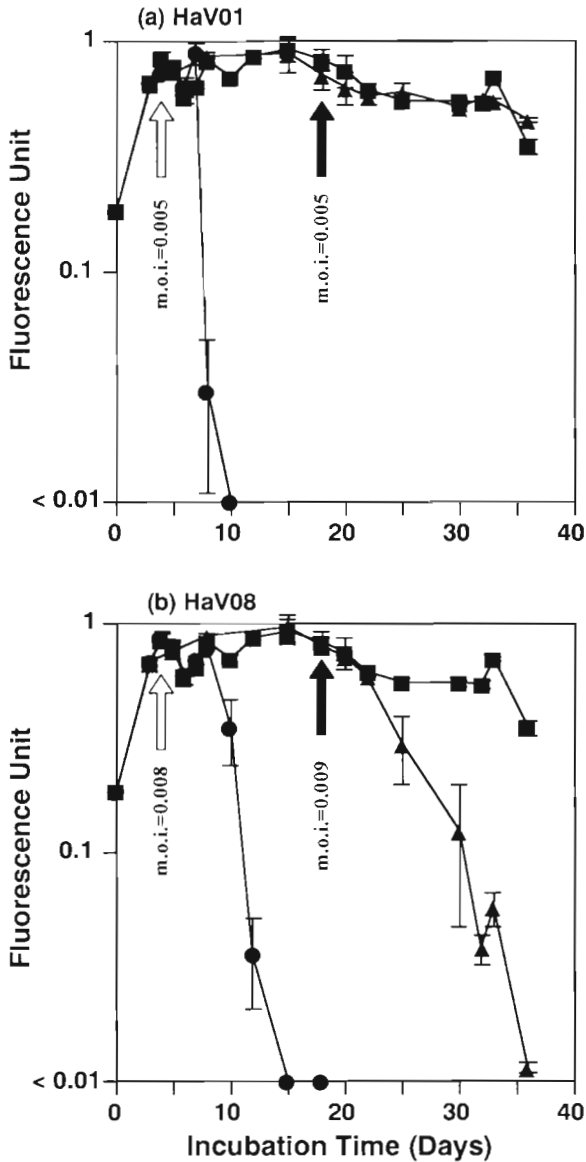 (a) HaV01
1
0.1
< 0.01
Fluorescence Unit
m.o.i.=0.005
m.o.i.=0.005
0
10
20
30
40
(b) HaV08
1
0.1
< 0.01
Fluorescence Unit
m.o.i.=0.008
m.o.i.=0.009
0
10
20
30
40
Incubation Time (Days)